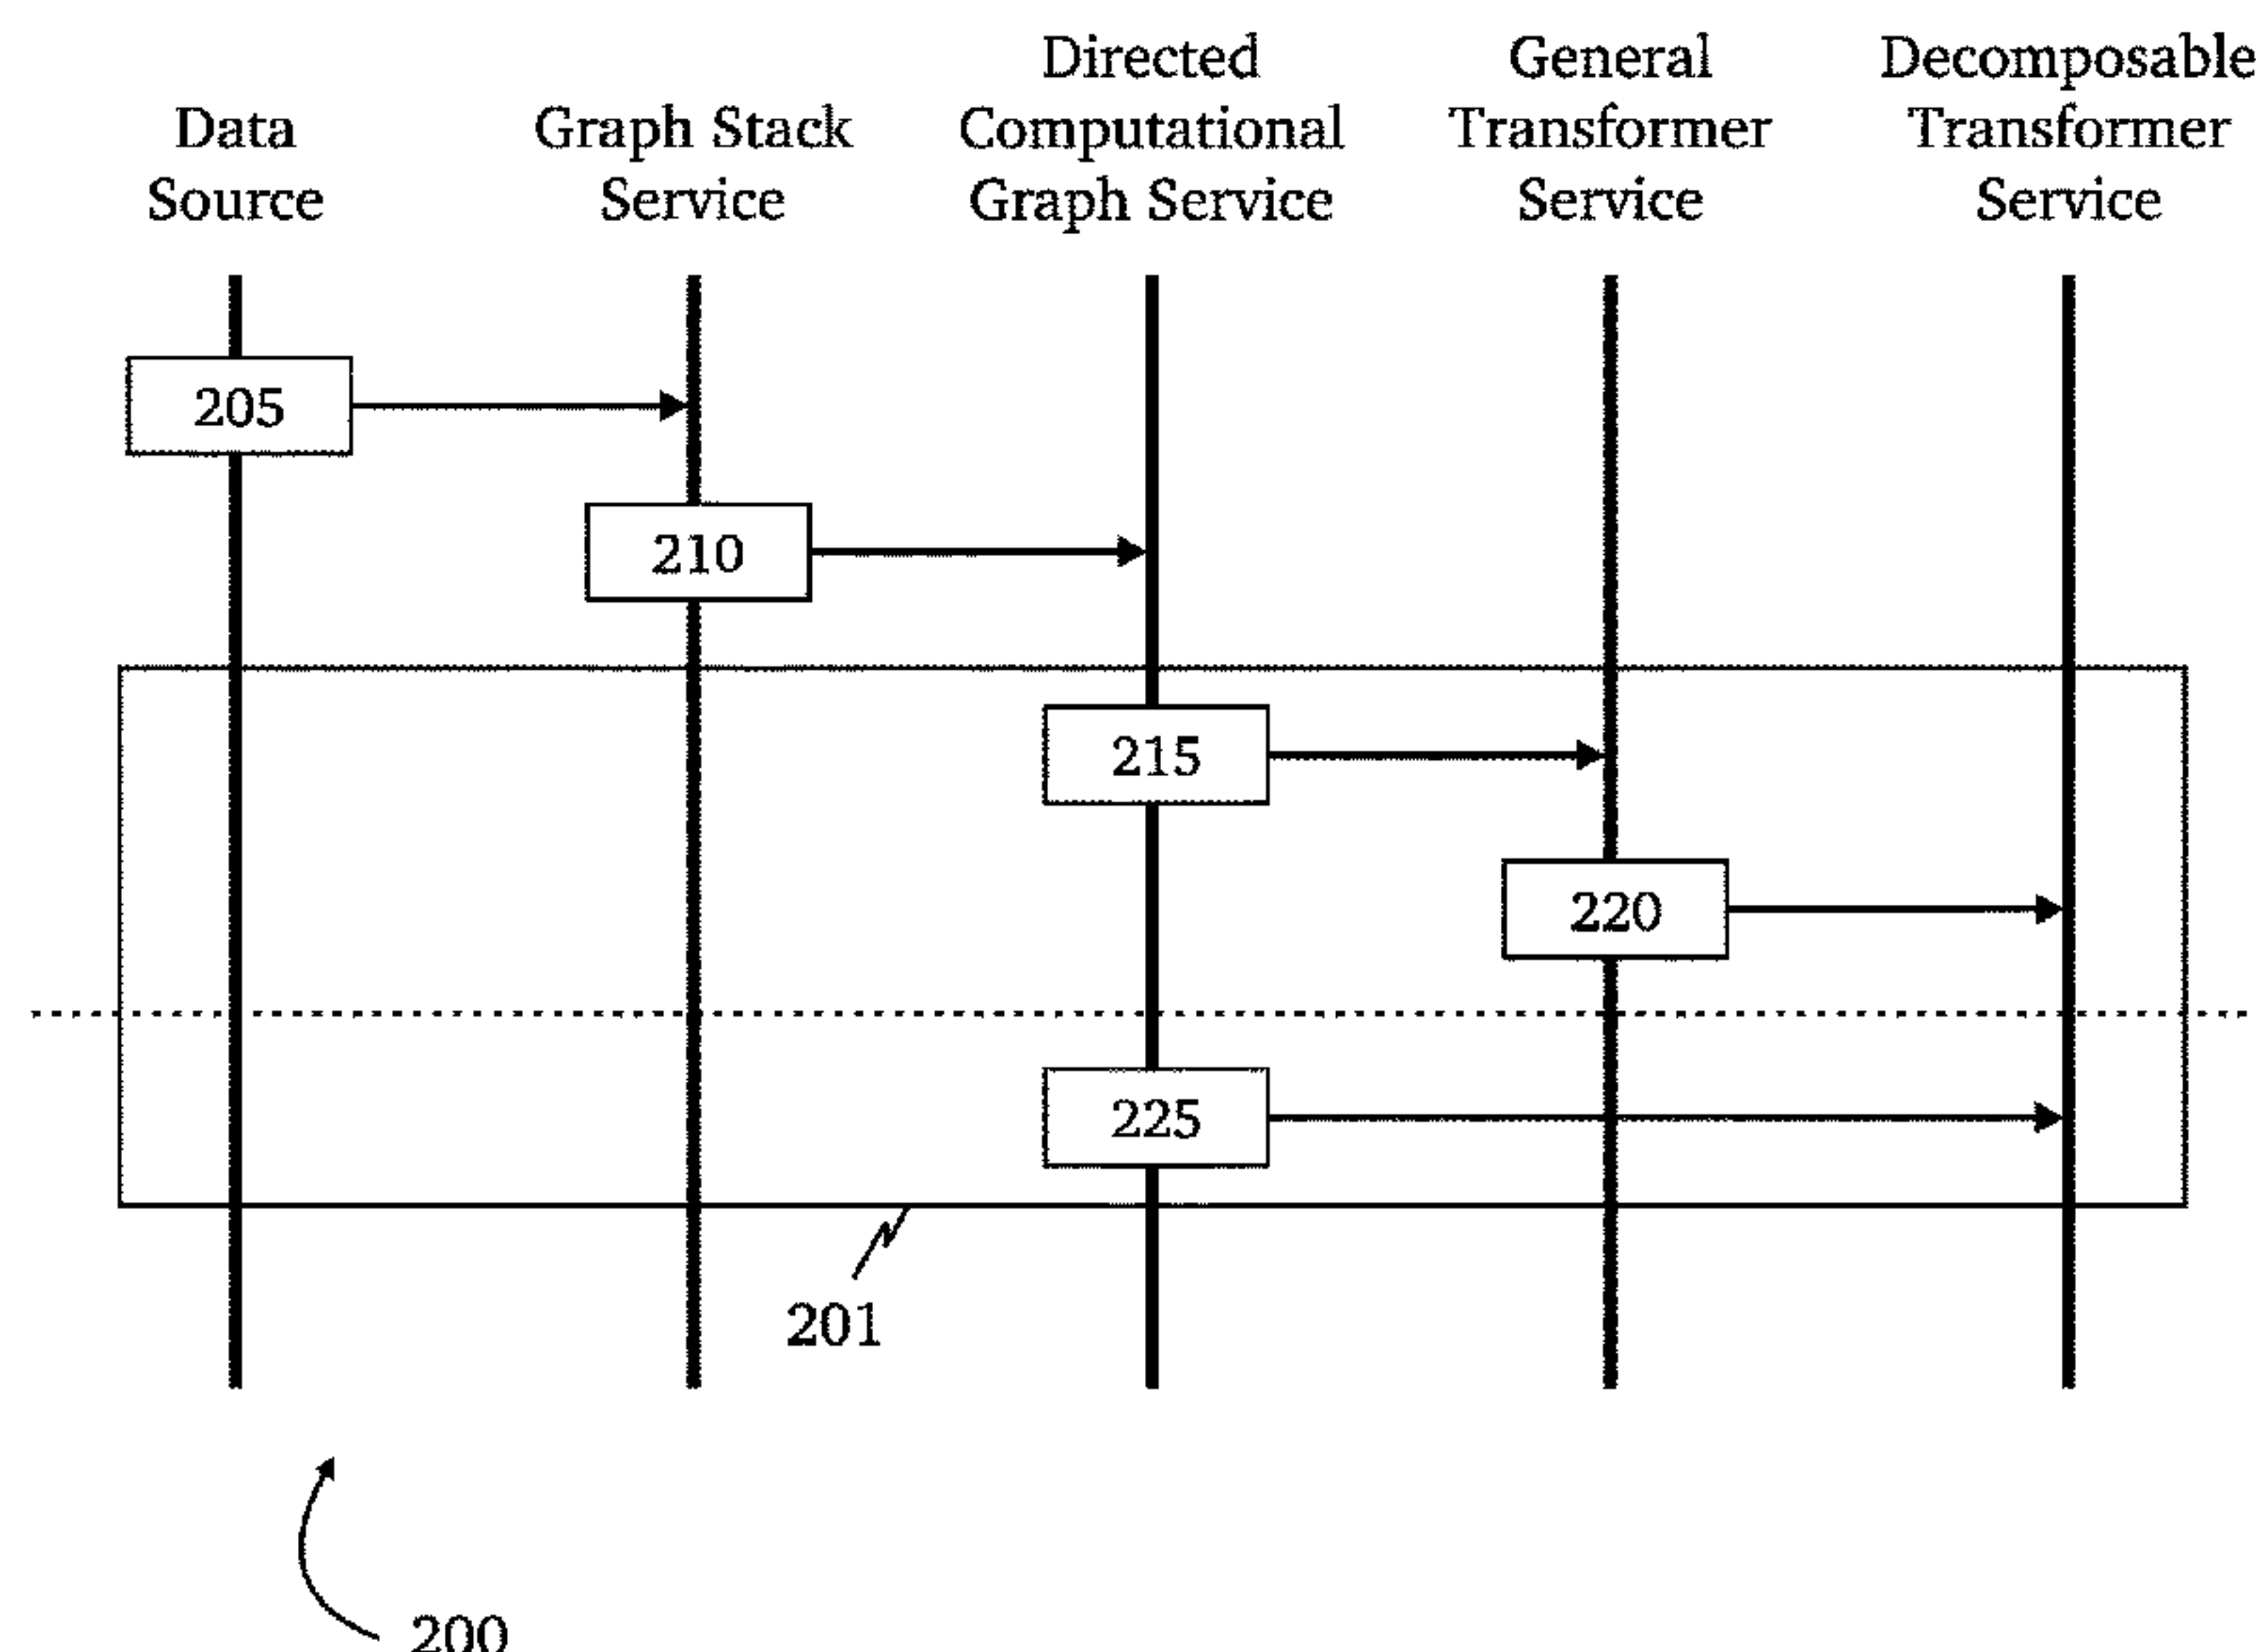 Data
Source
Graph Stack
Service
Directed
Computational
Graph Service
General
Transformer
Service
Decomposable
Transformer
Service
205
210
215
220
225
201
200